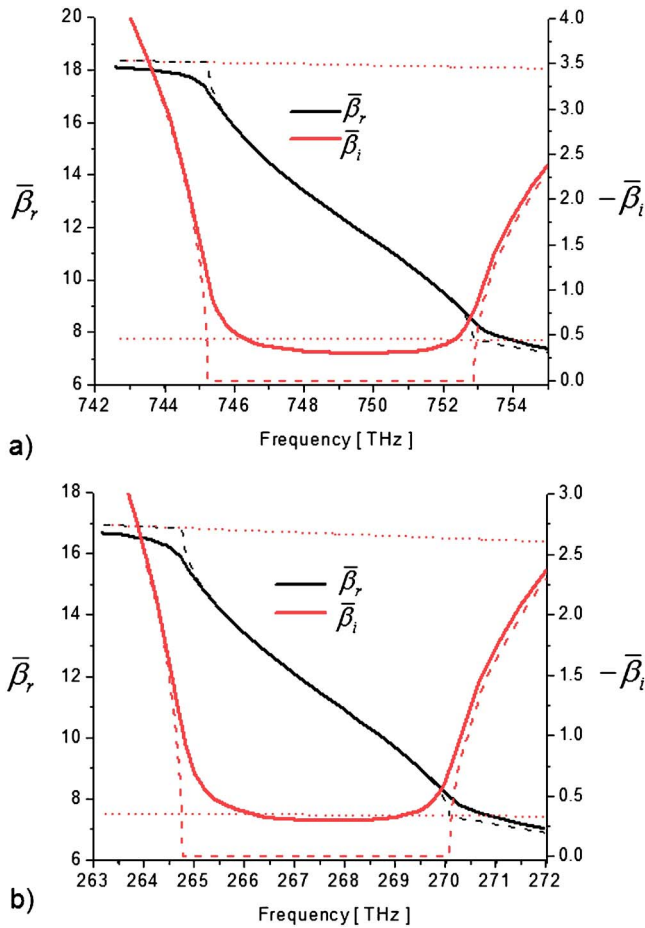 20
18
16
14
12
10
8
6
4.0
3.5
3.0
2.5
2.0
1.5
1.0
0.5
0.0
β̅r
β̅i
β̅r
−β̅i
742 744 746 748 750 752 754
Frequency [ THz ]
a)
18
16
14
12
10
8
6
3.0
2.5
2.0
1.5
1.0
0.5
0.0
β̅r
β̅i
β̅r
−β̅i
263 264 265 266 267 268 269 270 271 272
Frequency [ THz ]
b)